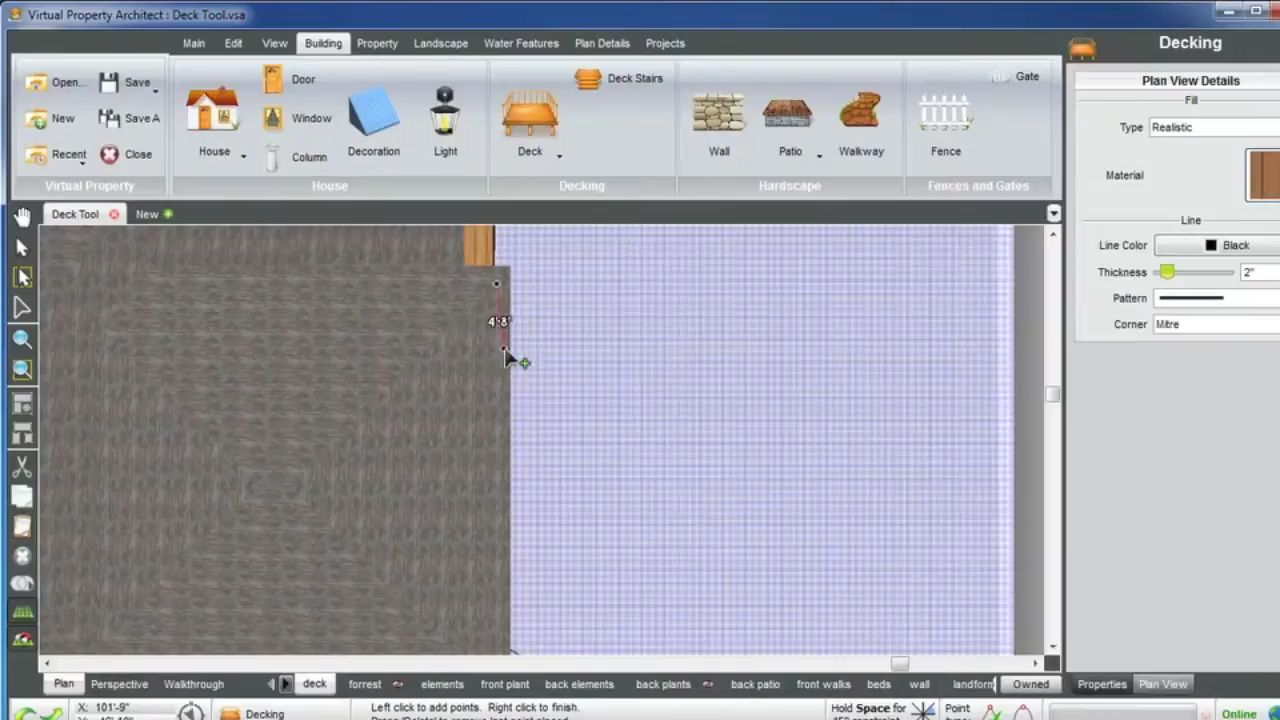 Virtual Property Architect : Deck Tool.vsa
Main Edit View Building Property Landscape Water Features Plan Details Projects
Decking
Open... Save
New Save A
Recent Close
Virtual Property
House
Door
Window
Column
Decoration
Light
House
Deck
Deck Stairs
Decking
Wall
Patio
Walkway
Hardscape
Gate
Fence
Fences and Gates
Plan View Details
Fill
Type Realistic
Material
Line
Line Color Black
Thickness 2"
Pattern
Corner Mitre
Deck Tool New
4'-8"
Plan Perspective Walkthrough deck forrest elements front plant back elements back plants back patio front walks beds wall landform Owned Properties Plan View
X: 101'-9"
Decking
Left click to add points. Right click to finish.
Hold Space for
Point
Online